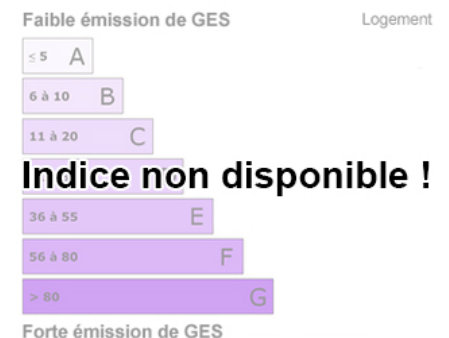 Faible émission de GES
Logement
≤ 5 A
6 à 10 B
11 à 20 C
Indice non disponible !
36 à 55 E
56 à 80 F
> 80 G
Forte émission de GES